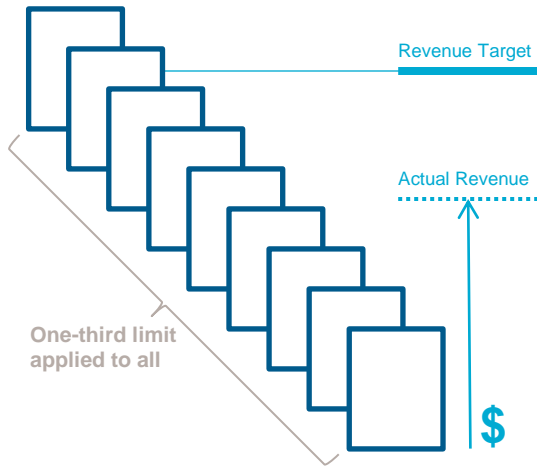 Revenue Target
Actual Revenue
One-third limit
applied to all
$